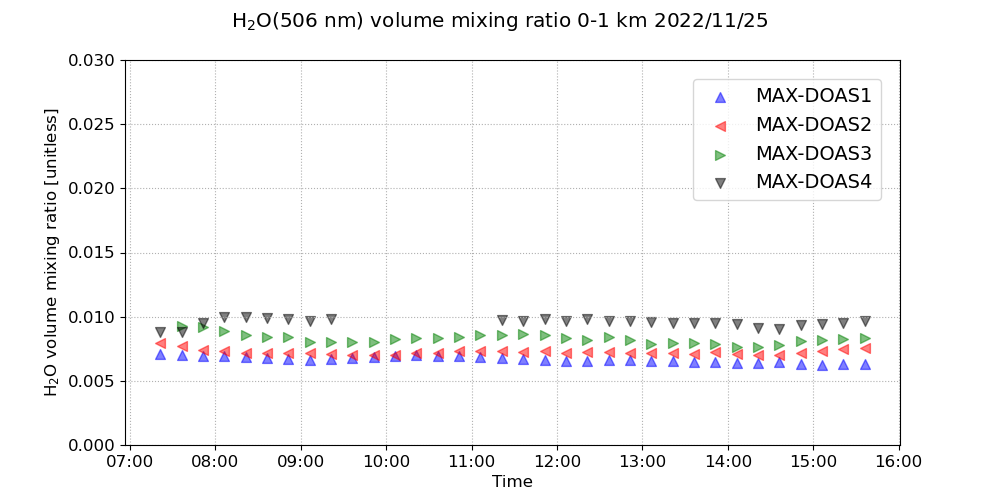 H₂O(506 nm) volume mixing ratio 0-1 km 2022/11/25
H₂O volume mixing ratio [unitless]
0.030
0.025
0.020
0.015
0.010
0.005
0.000
MAX-DOAS1
MAX-DOAS2
MAX-DOAS3
MAX-DOAS4
07:00 08:00 09:00 10:00 11:00 12:00 13:00 14:00 15:00 16:00
Time